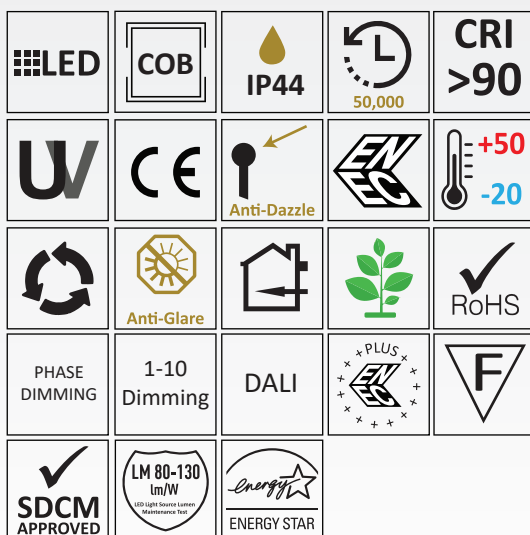 LED
COB
IP44
50,000
CRI
>90
UV
CE
Anti-Dazzle
EN
EC
+50
-20
Anti-Glare
RoHS
PHASE
DIMMING
1-10
Dimming
DALI
PLUS
EN
EC
F
SDCM
APPROVED
LM 80-130
lm/W
LED Light Source Lumen
Maintenance Test
energy
ENERGY STAR